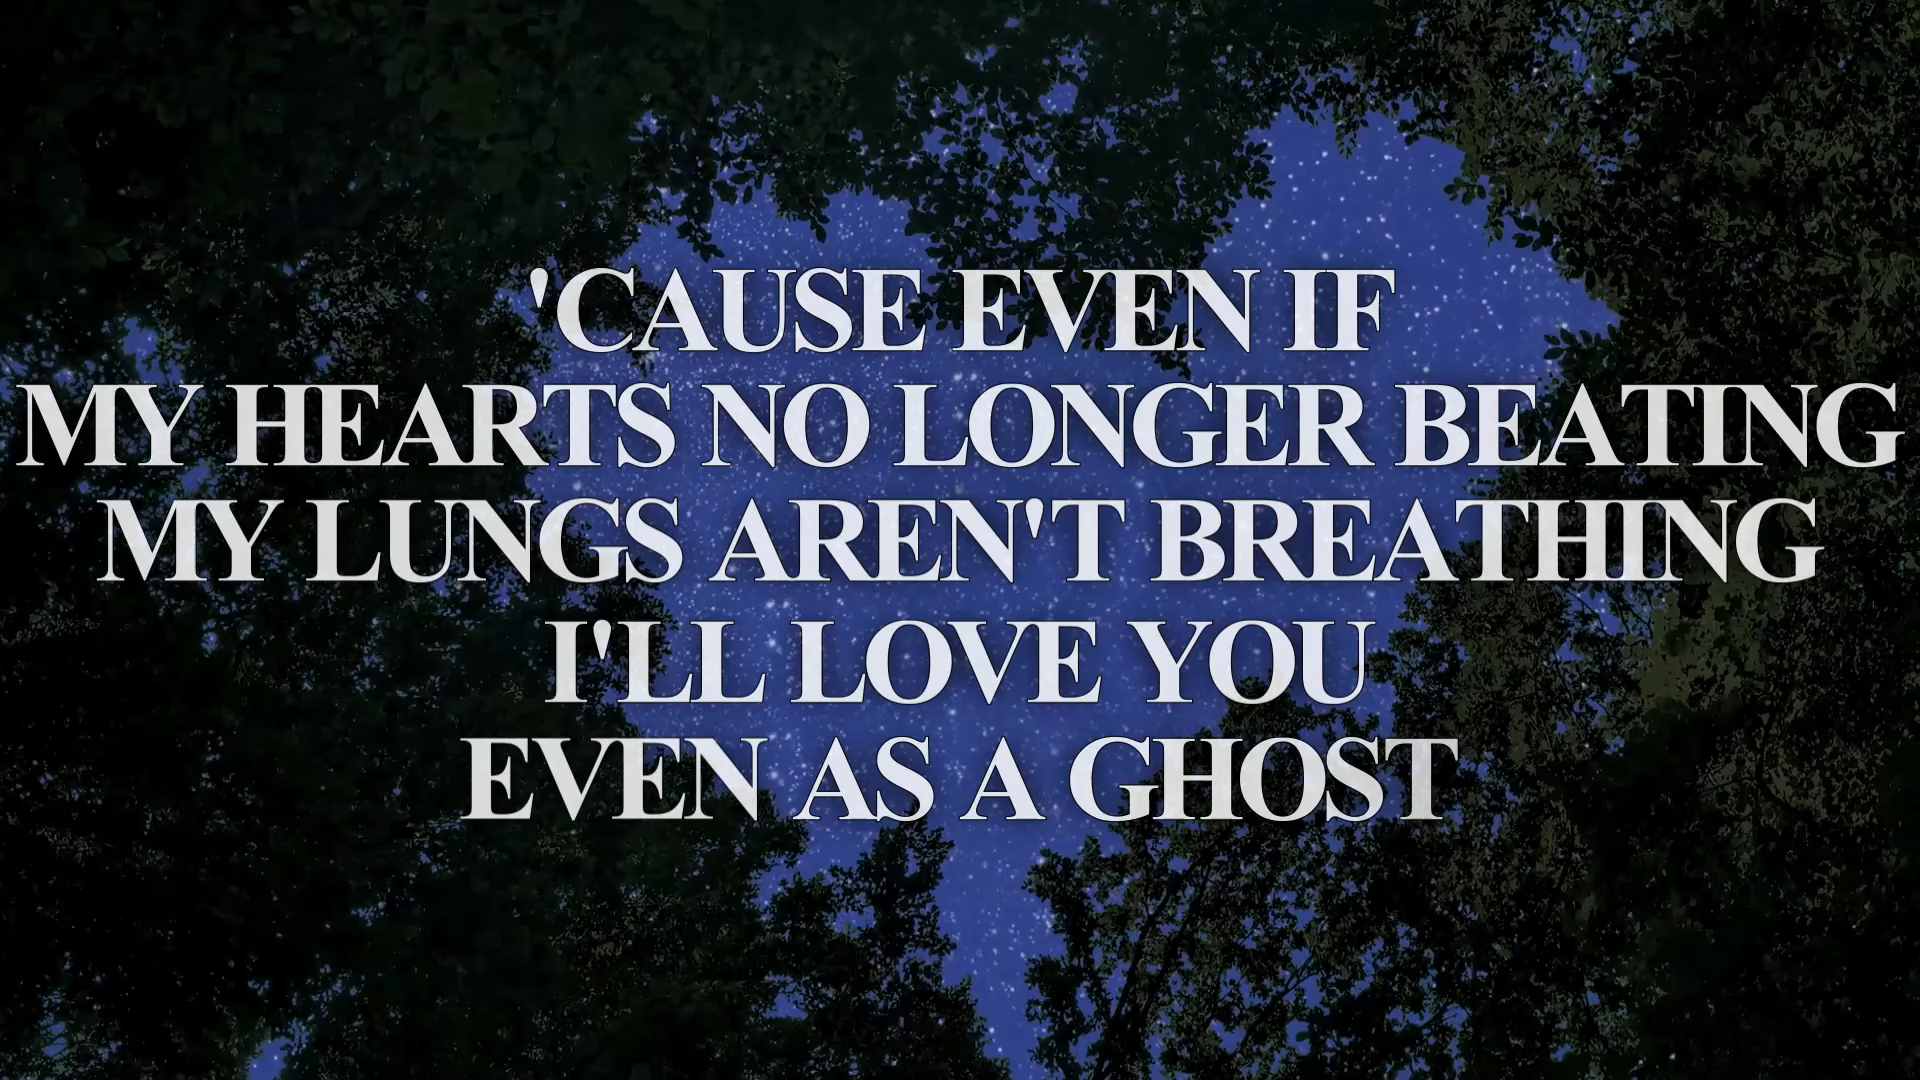 'CAUSE EVEN IF
MY HEARTS NO LONGER BEATING
MY LUNGS AREN'T BREATHING
I'LL LOVE YOU
EVEN AS A GHOST